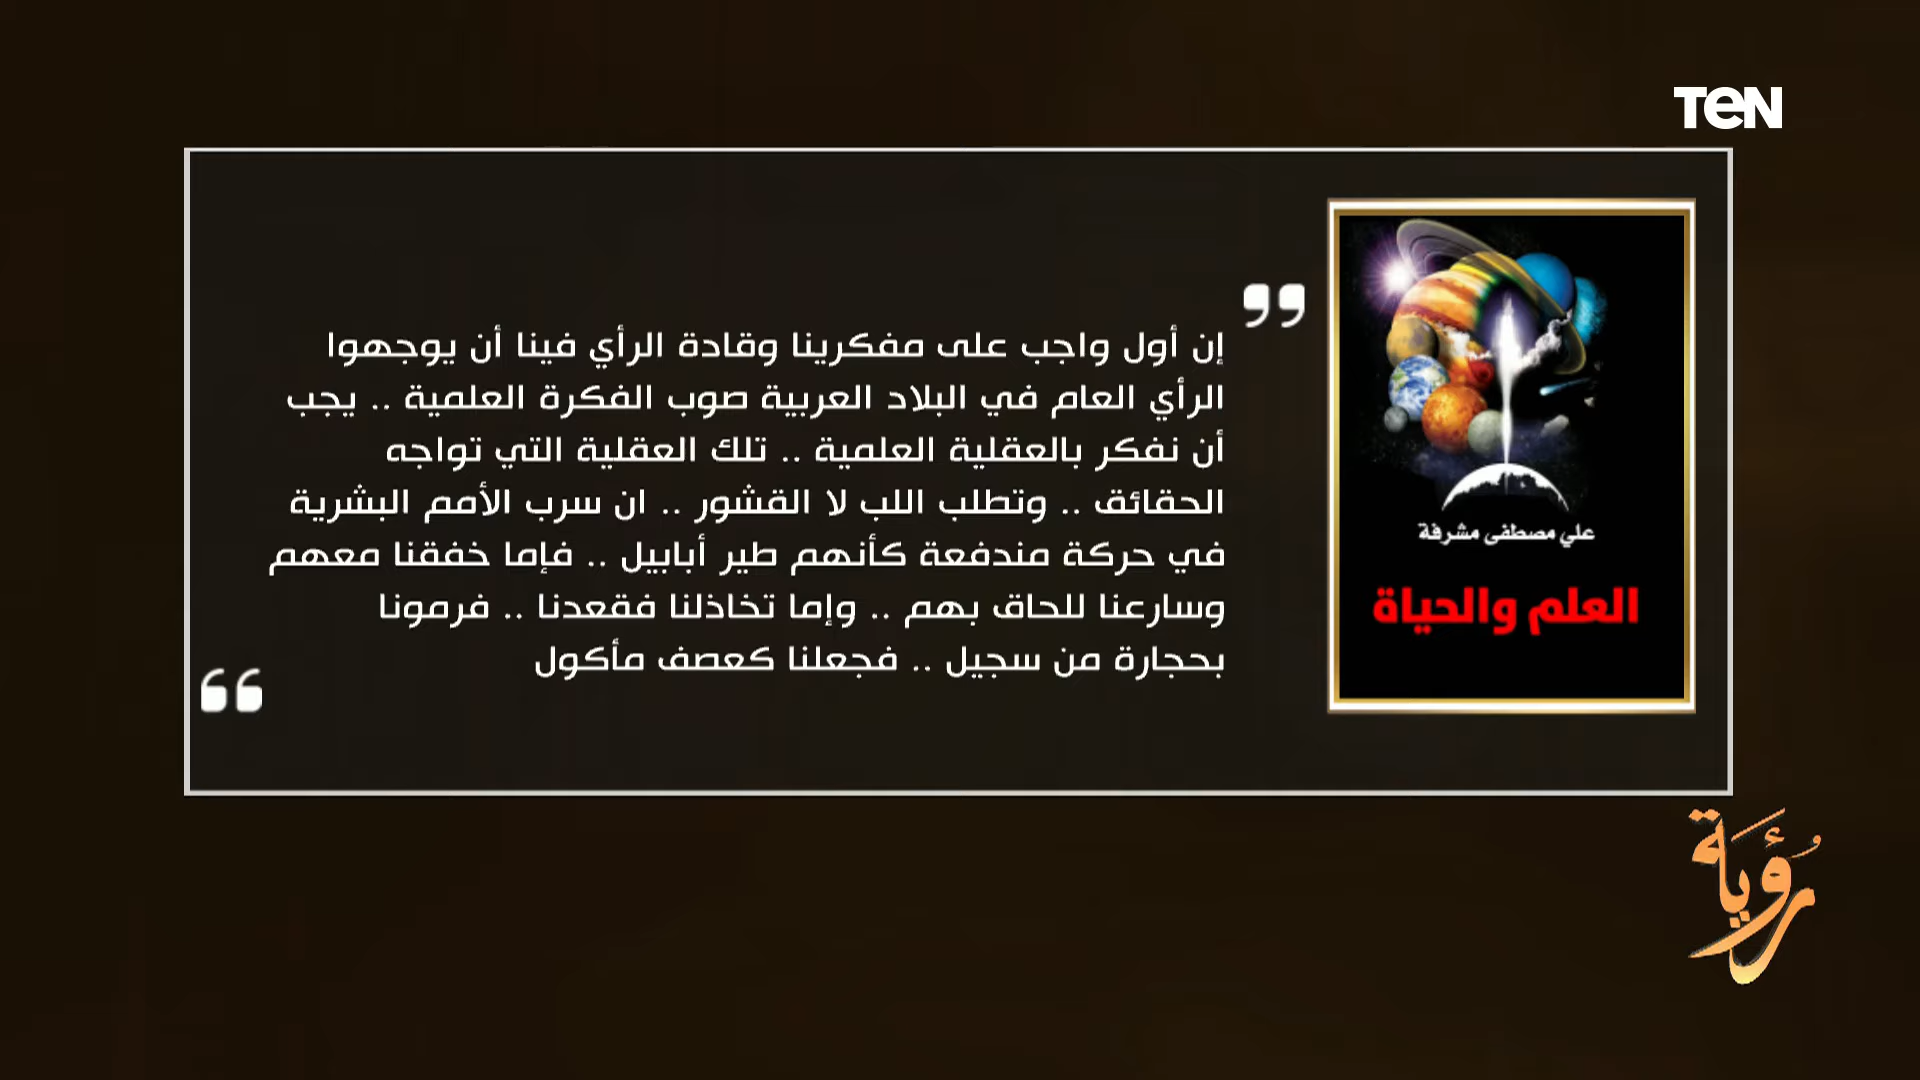 TEN
إن أول واجب على مفكرينا وقادة الرأي فينا أن يوجهوا
الرأي العام في البلاد العربية صوب الفكرة العلمية .. يجب
أن نفكر بالعقلية العلمية .. تلك العقلية التي تواجه
الحقائق .. وتطلب اللب لا القشور .. ان سرب الأمم البشرية
في حركة مندفعة كأنهم طير أبابيل .. فإما خفقنا معهم
وسارعنا للحاق بهم .. وإما تخاذلنا فقعدنا .. فرمونا
بحجارة من سجيل .. فجعلنا كعصف مأكول
علي مصطفى مشرفة
العلم والحياة
رُؤيَة